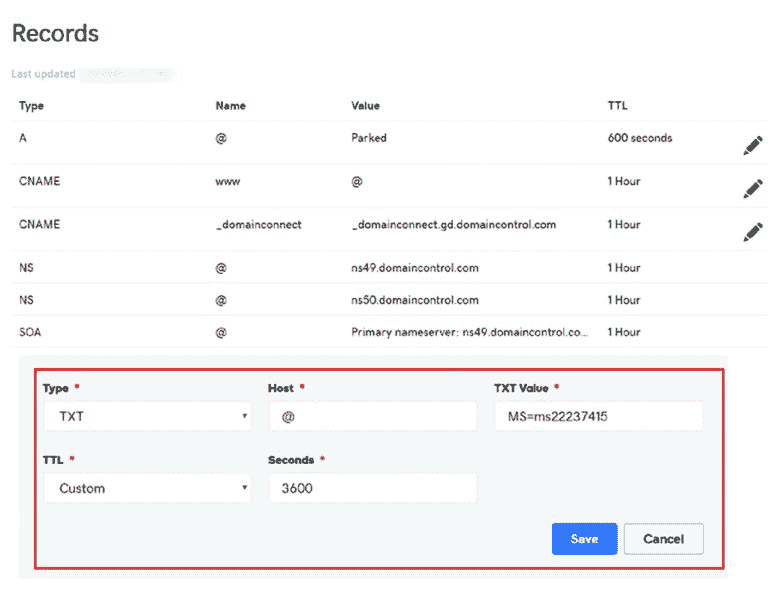 Records
Last updated
Type Name Value TTL
A @ Parked 600 seconds
CNAME www @ 1 Hour
CNAME _domainconnect _domainconnect.gd.domaincontrol.com 1 Hour
NS @ ns49.domaincontrol.com 1 Hour
NS @ ns50.domaincontrol.com 1 Hour
SOA @ Primary nameserver: ns49.domaincontrol.co... 1 Hour
Type * Host * TXT Value *
TXT @ MS=ms22237415
TTL * Seconds *
Custom 3600
Save Cancel